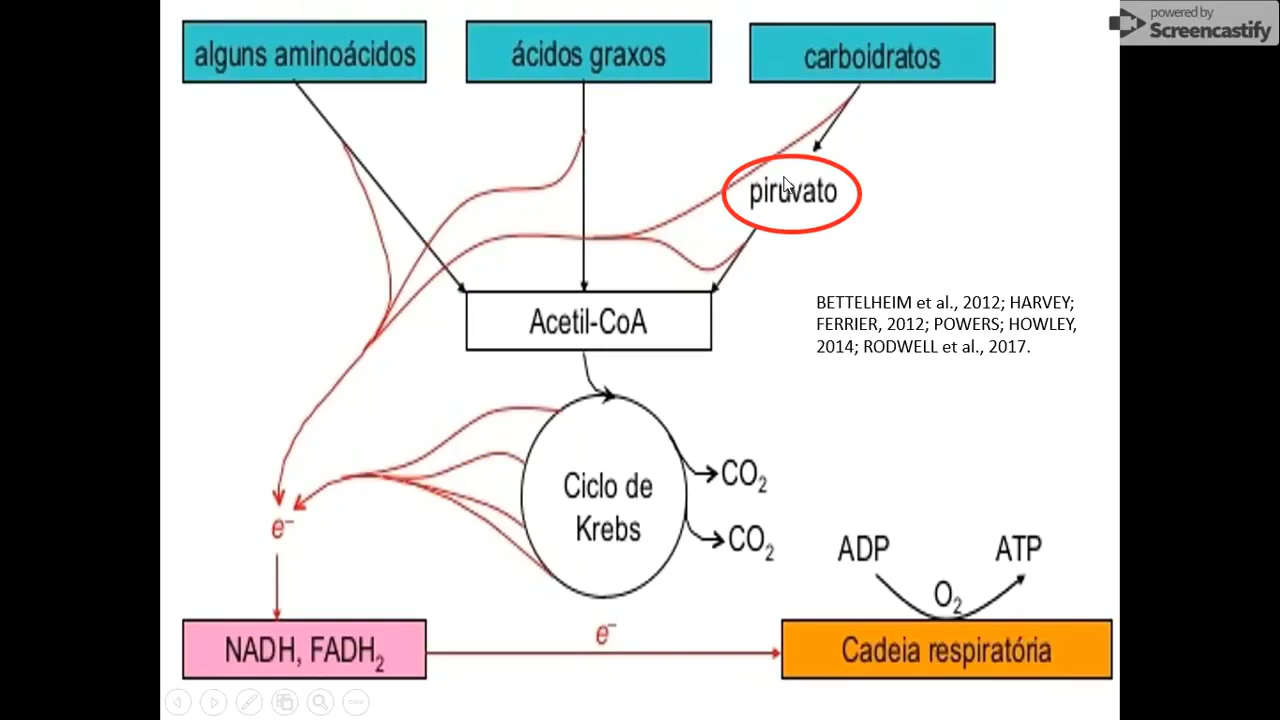 powered by
Screencastify
alguns aminoácidos
ácidos graxos
carboidratos
piruvato
Acetil-CoA
BETTELHEIM et al., 2012; HARVEY;
FERRIER, 2012; POWERS; HOWLEY,
2014; RODWELL et al., 2017.
Ciclo de
Krebs
CO₂
CO₂
e⁻
ADP
ATP
O₂
NADH, FADH₂
e⁻
Cadeia respiratória